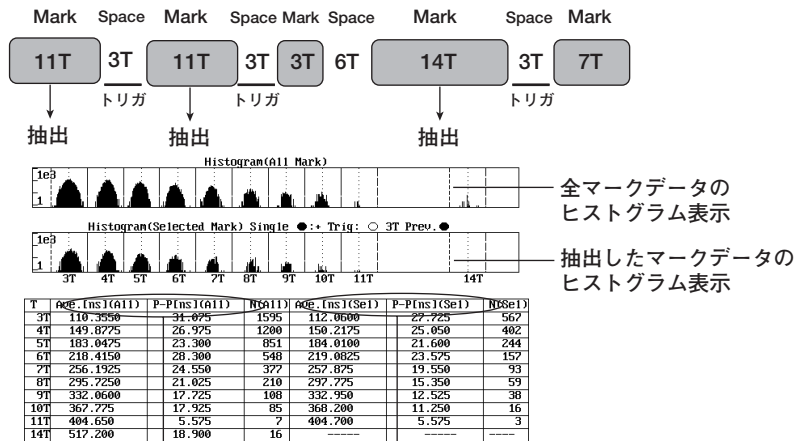 Mark Space Mark Space Mark Space Mark Space Mark
11T 3T 11T 3T 3T 6T 14T 3T 7T
トリガ トリガ トリガ
抽出 抽出 抽出
Histogram(All Mark)
1e3
1
全マークデータの
ヒストグラム表示
Histogram(Selected Mark) Single ●:+ Trig: ○ 3T Prev.●
1e3
1
3T 4T 5T 6T 7T 8T 9T 10T 11T 14T
抽出したマークデータの
ヒストグラム表示
T Ave.[ns](All) P-P[ns](All) N(All) Ave.[ns](Sel) P-P[ns](Sel) N(Sel)
3T 110.3550 31.075 1595 112.0600 27.725 567
4T 149.8775 26.975 1200 150.2175 25.050 402
5T 183.0475 23.300 851 184.0100 21.600 244
6T 218.4150 28.300 548 219.0825 23.575 157
7T 256.1925 24.550 377 257.875 19.550 93
8T 295.7250 21.025 210 297.775 15.350 59
9T 332.0600 17.725 108 332.950 12.525 38
10T 367.775 17.925 85 368.200 11.250 16
11T 404.650 5.575 7 404.700 5.575 3
14T 517.200 18.900 16 ----- ----- ----